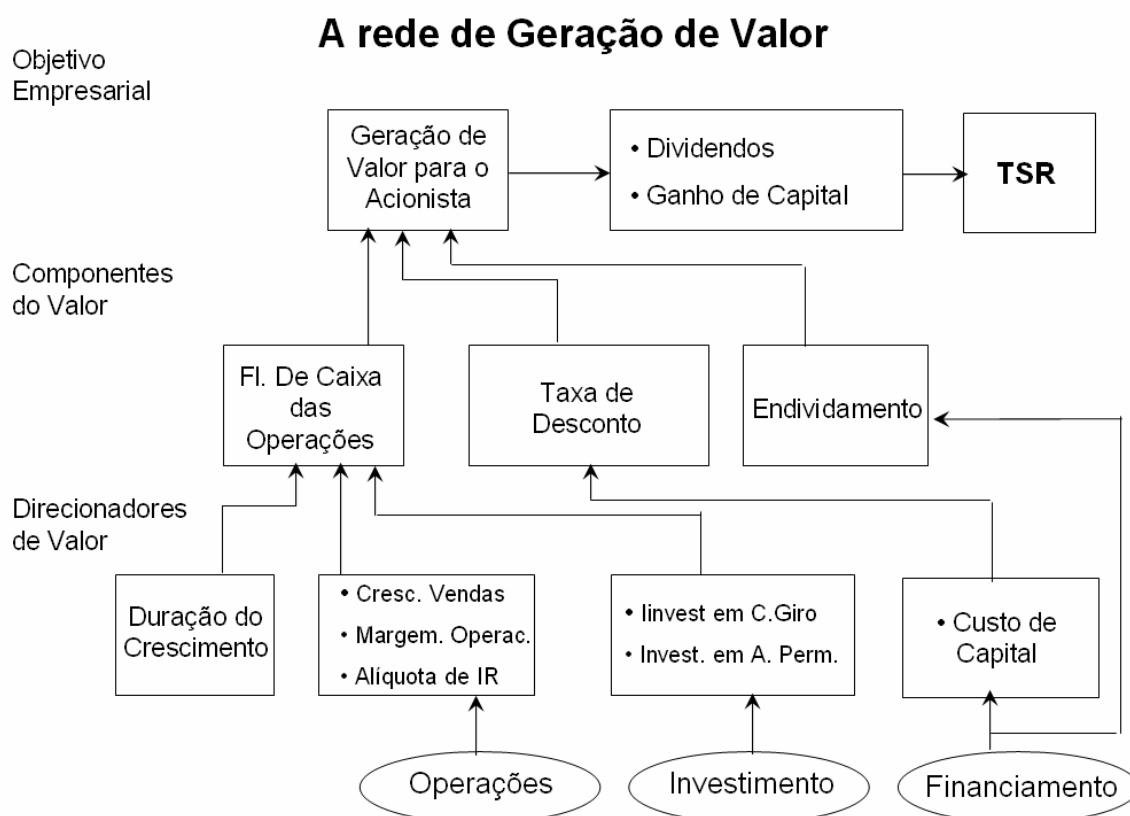 A rede de Geração de Valor
Objetivo
Empresarial
Geração de
Valor para o
Acionista
• Dividendos
• Ganho de Capital
TSR
Componentes
do Valor
Fl. De Caixa
das
Operações
Taxa de
Desconto
Endividamento
Direcionadores
de Valor
Duração do
Crescimento
• Cresc. Vendas
• Margem. Operac.
• Alíquota de IR
• Iinvest em C.Giro
• Invest. em A. Perm.
• Custo de
Capital
Operações
Investimento
Financiamento